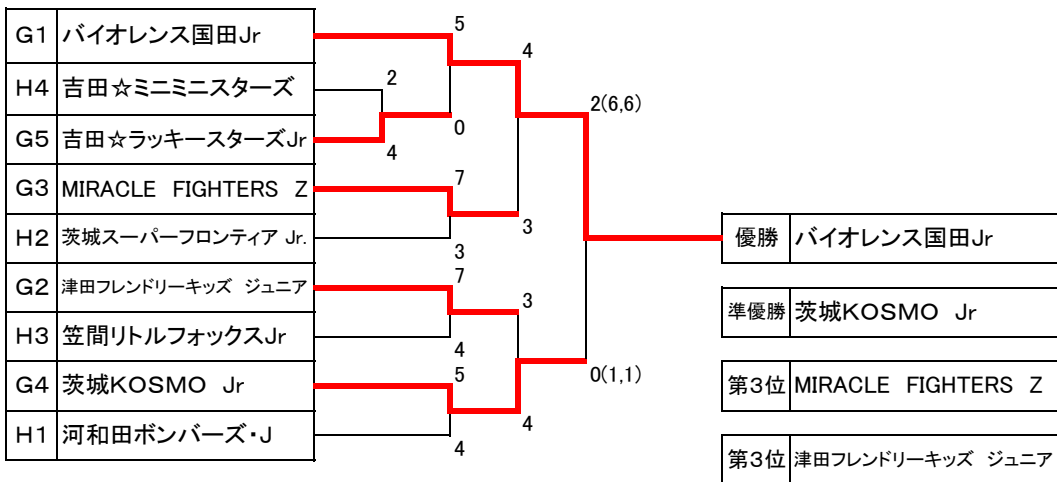 G1 バイオレンス国田Jr
H4 吉田☆ミニミニスターズ
G5 吉田☆ラッキースターズJr
G3 MIRACLE FIGHTERS Z
H2 茨城スーパーフロンティア Jr.
G2 津田フレンドリーキッズ ジュニア
H3 笠間リトルフォックスJr
G4 茨城KOSMO Jr
H1 河和田ボンバーズ・J
2
4
5
0
7
3
7
4
5
4
4
3
3
4
2(6,6)
0(1,1)
優勝 バイオレンス国田Jr
準優勝 茨城KOSMO Jr
第3位 MIRACLE FIGHTERS Z
第3位 津田フレンドリーキッズ ジュニア